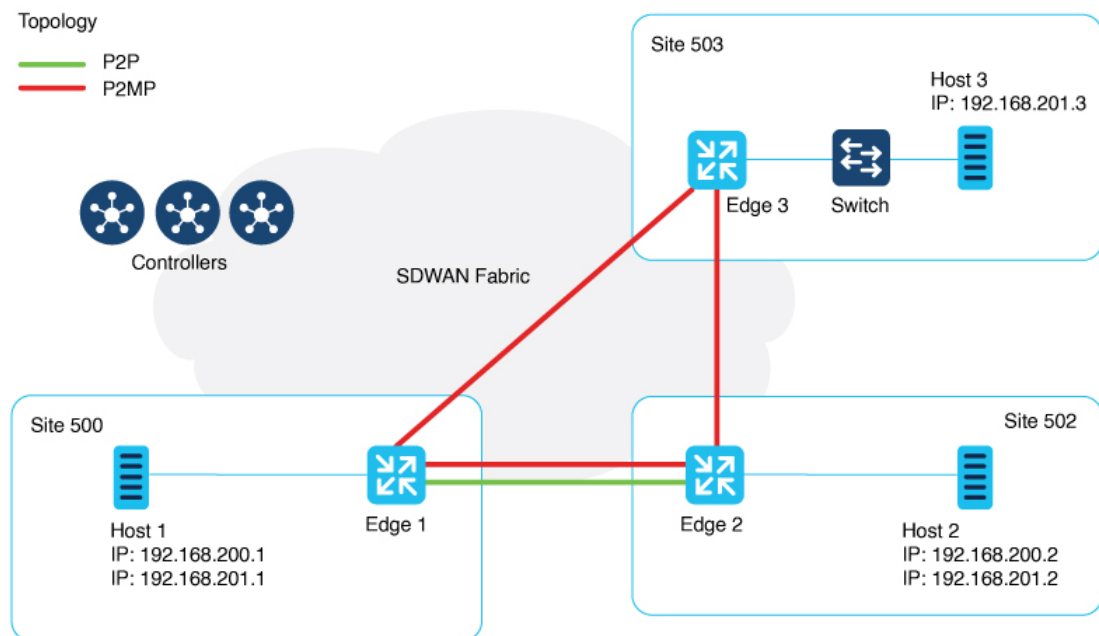 Topology
P2P
P2MP
Site 503
Host 3
IP: 192.168.201.3
Edge 3
Switch
Controllers
SDWAN Fabric
Site 500
Host 1
IP: 192.168.200.1
IP: 192.168.201.1
Edge 1
Site 502
Edge 2
Host 2
IP: 192.168.200.2
IP: 192.168.201.2